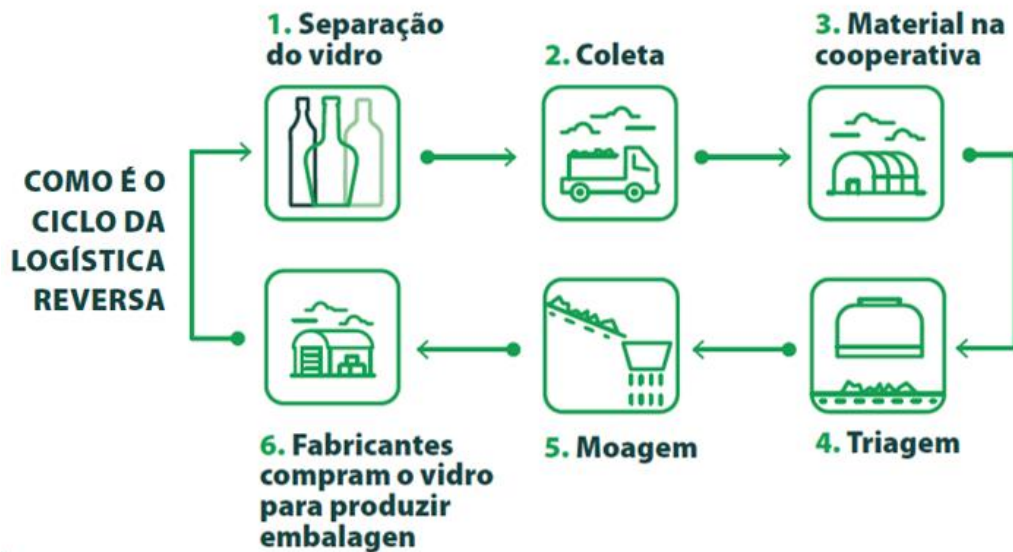 COMO É O
CICLO DA
LOGÍSTICA
REVERSA
1. Separação
do vidro
2. Coleta
3. Material na
cooperativa
4. Triagem
5. Moagem
6. Fabricantes
compram o vidro
para produzir
embalagen